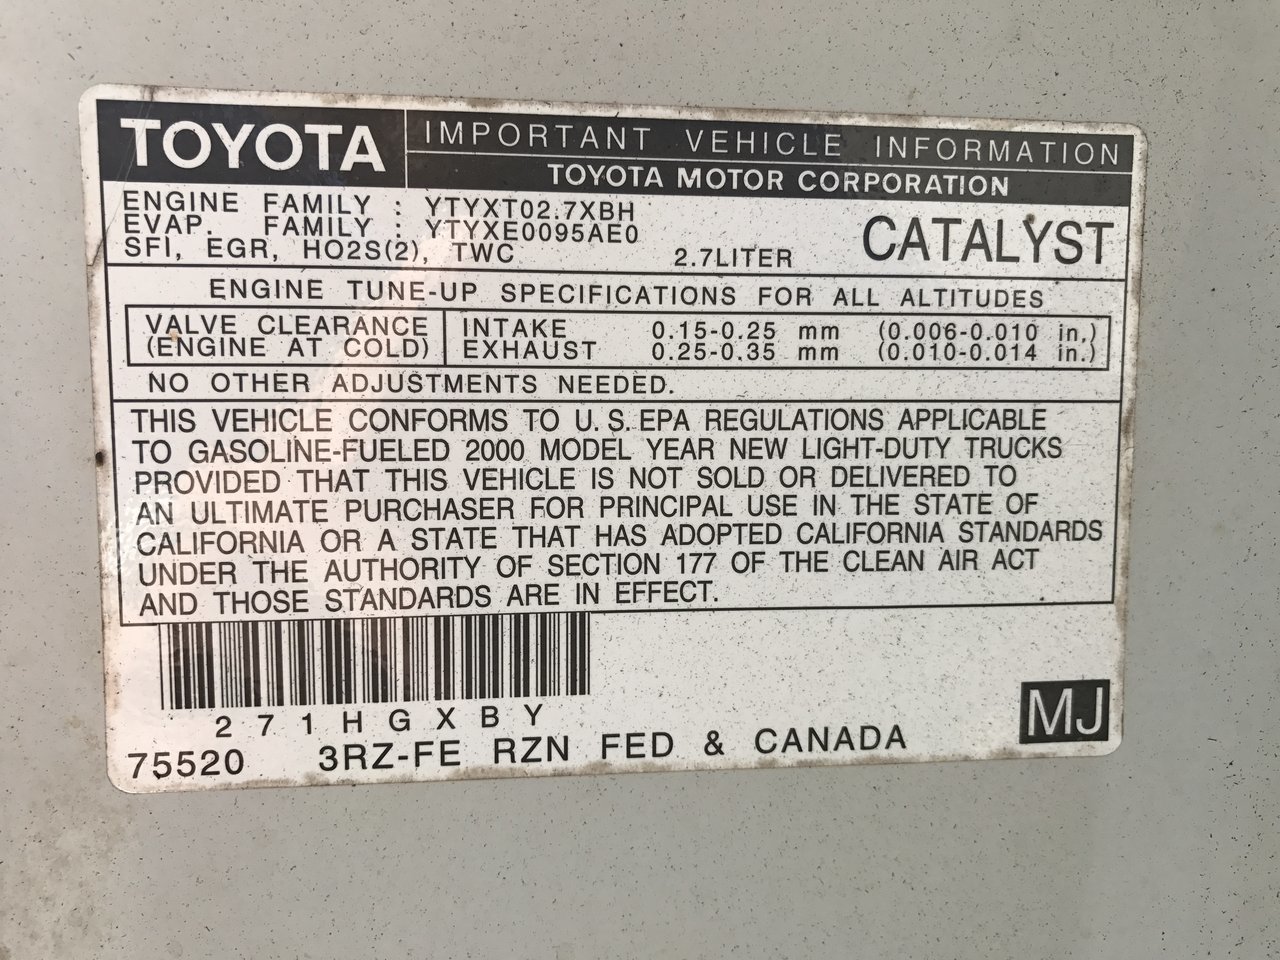 TOYOTA
IMPORTANT VEHICLE INFORMATION
TOYOTA MOTOR CORPORATION
ENGINE FAMILY : YTYXT02.7XBH
EVAP. FAMILY : YTYXE0095AE0
SFI, EGR, HO2S(2), TWC 2.7LITER
CATALYST
ENGINE TUNE-UP SPECIFICATIONS FOR ALL ALTITUDES
VALVE CLEARANCE INTAKE 0.15-0.25 mm (0.006-0.010 in.)
(ENGINE AT COLD) EXHAUST 0.25-0.35 mm (0.010-0.014 in.)
NO OTHER ADJUSTMENTS NEEDED.
THIS VEHICLE CONFORMS TO U.S.EPA REGULATIONS APPLICABLE
TO GASOLINE-FUELED 2000 MODEL YEAR NEW LIGHT-DUTY TRUCKS
PROVIDED THAT THIS VEHICLE IS NOT SOLD OR DELIVERED TO
AN ULTIMATE PURCHASER FOR PRINCIPAL USE IN THE STATE OF
CALIFORNIA OR A STATE THAT HAS ADOPTED CALIFORNIA STANDARDS
UNDER THE AUTHORITY OF SECTION 177 OF THE CLEAN AIR ACT
AND THOSE STANDARDS ARE IN EFFECT.
271HGXBY
MJ
75520 3RZ-FE RZN FED & CANADA